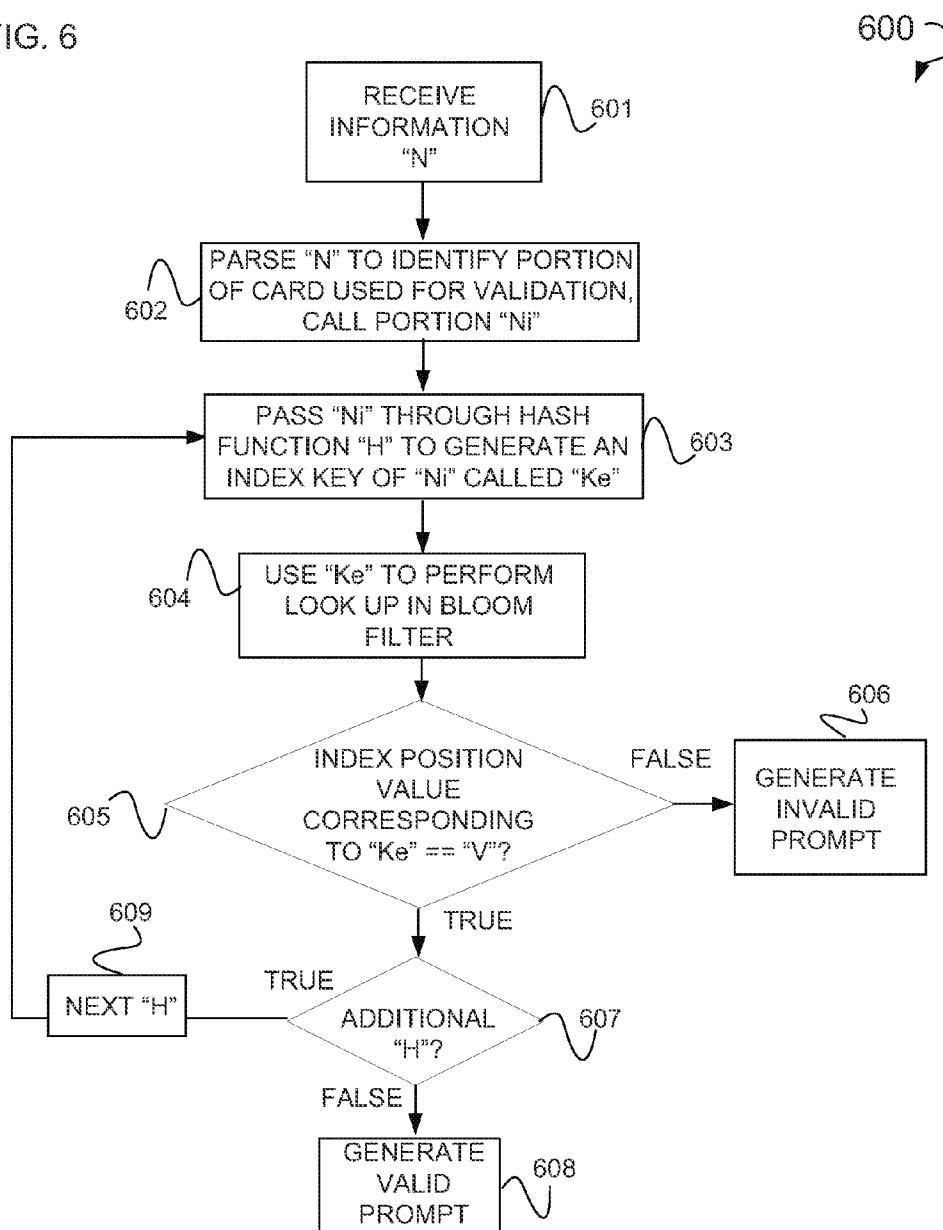 IG. 6
600
RECEIVE
INFORMATION
"N"
601
PARSE "N" TO IDENTIFY PORTION
OF CARD USED FOR VALIDATION,
CALL PORTION "Ni"
602
PASS "Ni" THROUGH HASH
FUNCTION "H" TO GENERATE AN
INDEX KEY OF "Ni" CALLED "Ke"
603
USE "Ke" TO PERFORM
LOOK UP IN BLOOM
FILTER
604
INDEX POSITION
VALUE
CORRESPONDING
TO "Ke" == "V"?
605
FALSE
606
GENERATE
INVALID
PROMPT
TRUE
609
TRUE
NEXT "H"
ADDITIONAL
"H"?
607
FALSE
GENERATE
VALID
PROMPT
608